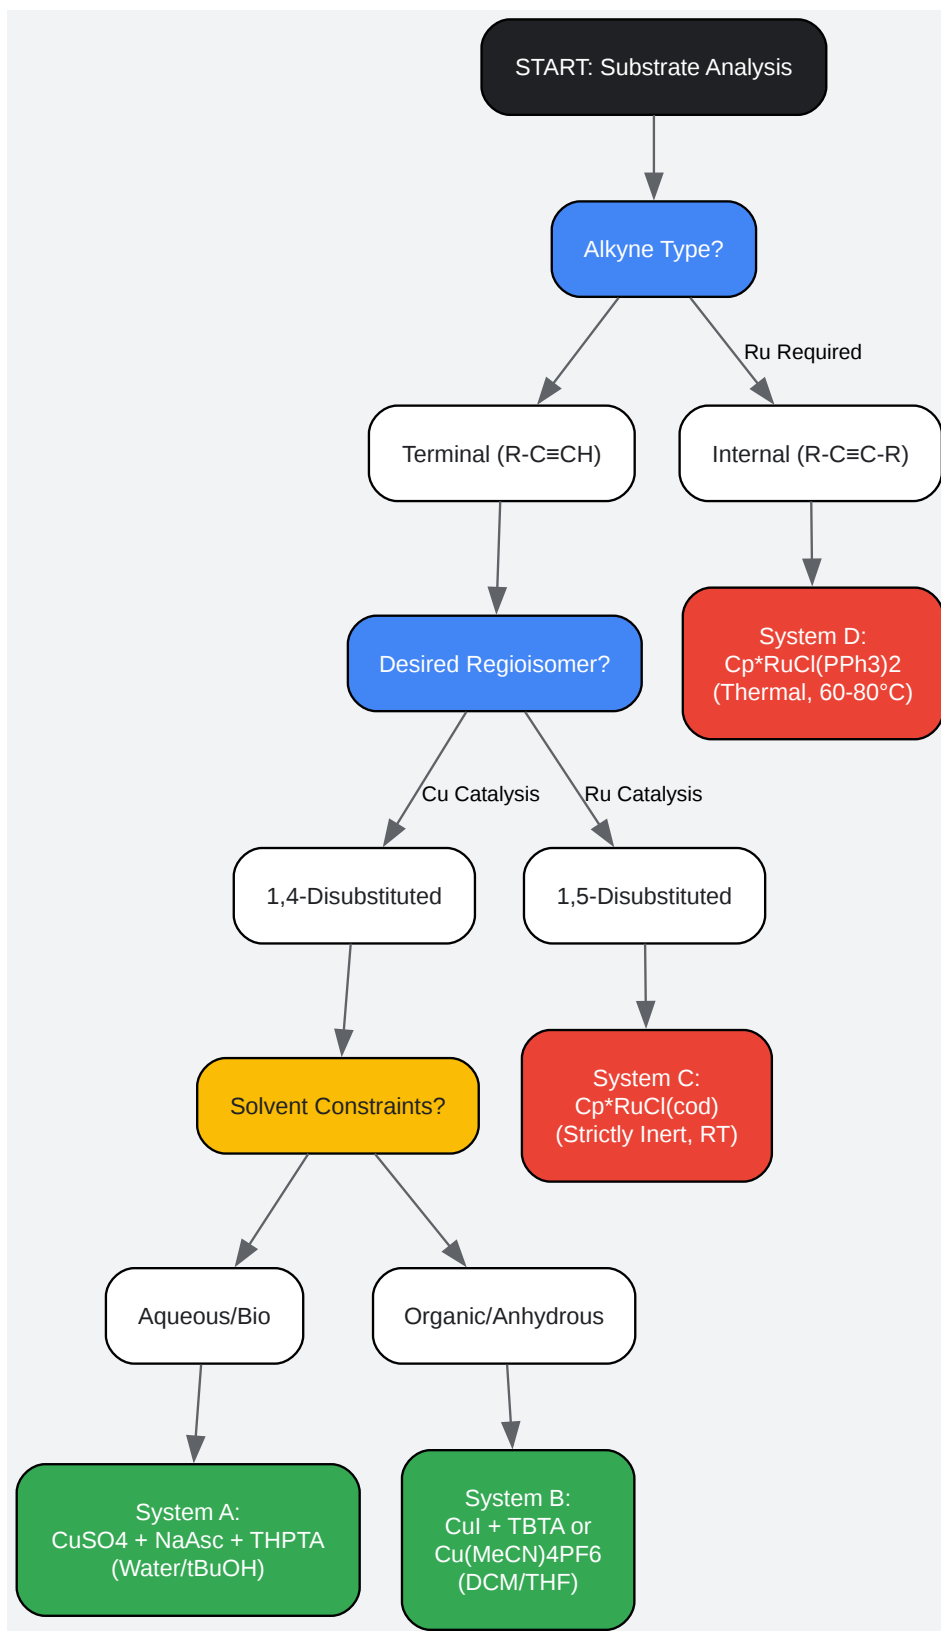 START: Substrate Analysis
Alkyne Type?
Ru Required
Terminal (R-C≡CH)
Internal (R-C≡C-R)
System D:
Cp*RuCl(PPh3)2
(Thermal, 60-80°C)
Desired Regioisomer?
Cu Catalysis
Ru Catalysis
1,4-Disubstituted
1,5-Disubstituted
System C:
Cp*RuCl(cod)
(Strictly Inert, RT)
Solvent Constraints?
Aqueous/Bio
Organic/Anhydrous
System A:
CuSO4 + NaAsc + THPTA
(Water/tBuOH)
System B:
CuI + TBTA or
Cu(MeCN)4PF6
(DCM/THF)